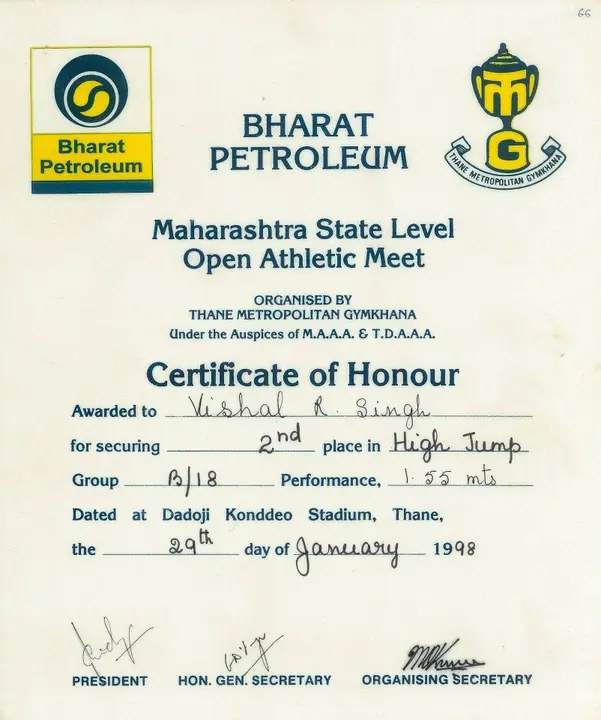 66
Bharat
Petroleum
BHARAT
PETROLEUM
MG
THANE METROPOLITAN GYMKHANA
Maharashtra State Level
Open Athletic Meet
ORGANISED BY
THANE METROPOLITAN GYMKHANA
Under the Auspices of M.A.A.A. & T.D.A.A.A.
Certificate of Honour
Awarded to Vishal R. Singh
for securing 2nd place in High Jump
Group B/18 Performance, 1.55 mts
Dated at Dadoji Konddeo Stadium, Thane,
the 29th day of January 1998
PRESIDENT HON. GEN. SECRETARY ORGANISING SECRETARY